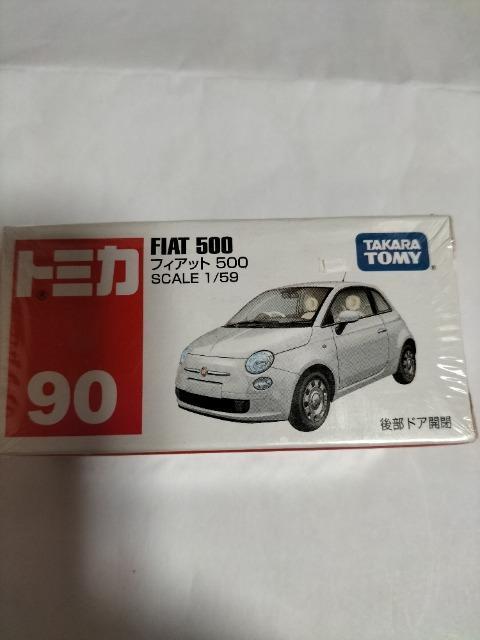 トミカ
90
FIAT 500
フィアット 500
SCALE 1/59
TAKARA
TOMY
後部ドア開閉